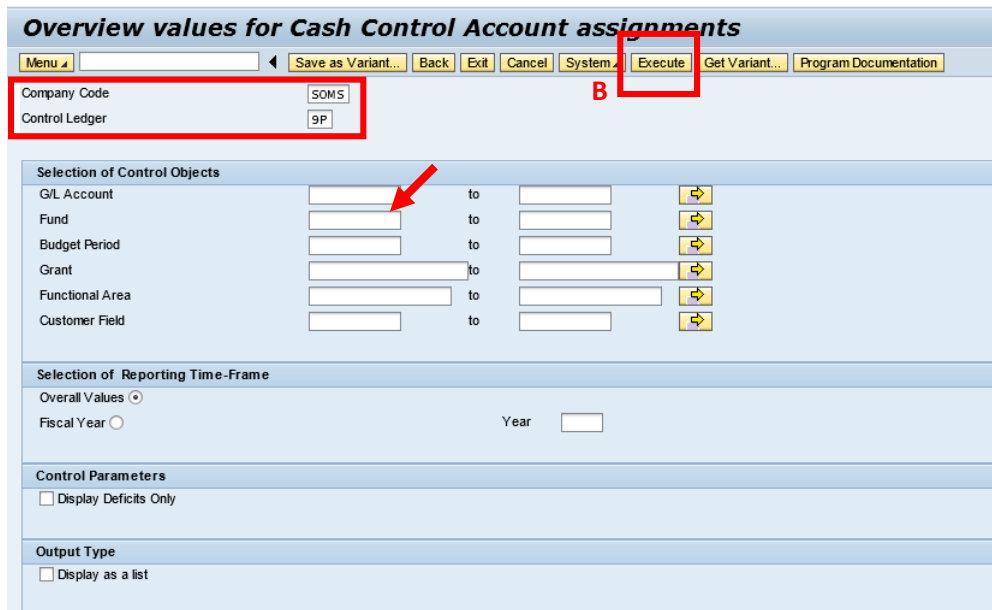 Overview values for Cash Control Account assignments
Menu Save as Variant... Back Exit Cancel System Execute Get Variant... Program Documentation
B
Company Code SOMS
Control Ledger 9P
Selection of Control Objects
G/L Account to
Fund to
Budget Period to
Grant to
Functional Area to
Customer Field to
Selection of Reporting Time-Frame
Overall Values
Fiscal Year Year
Control Parameters
Display Deficits Only
Output Type
Display as a list